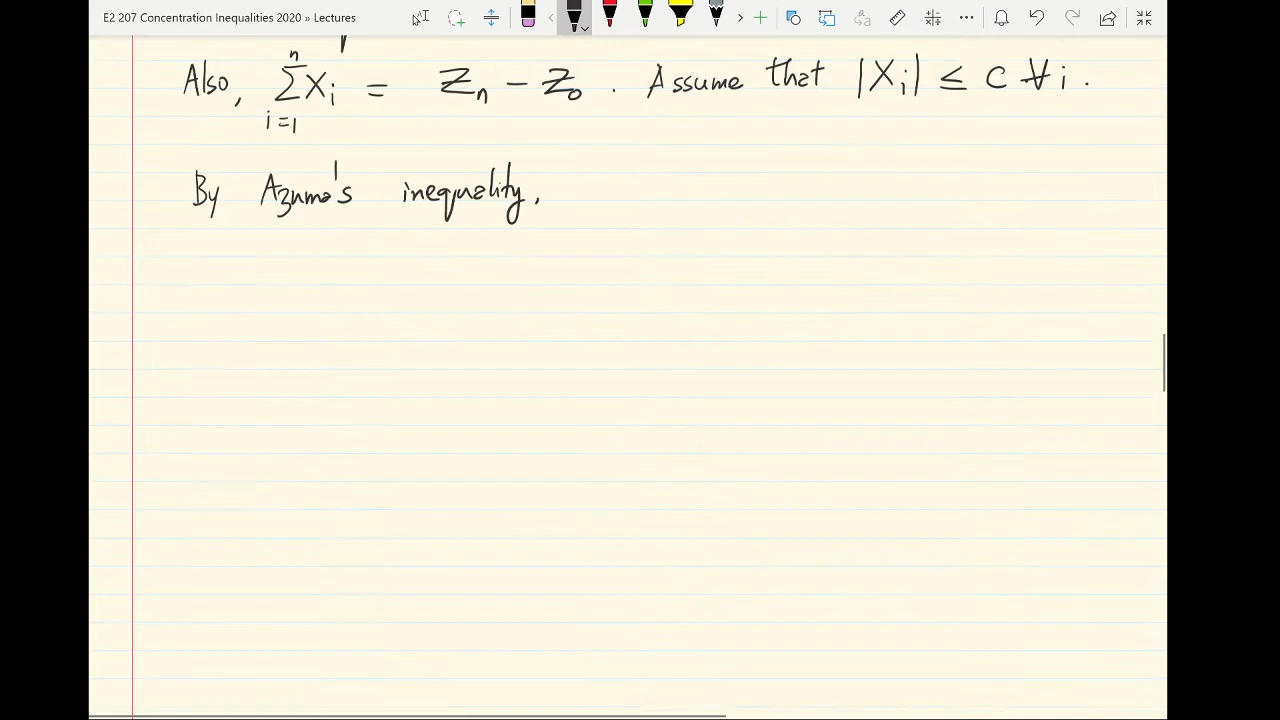 E2 207 Concentration Inequalities 2020 » Lectures
Also, ∑_{i=1}^{n} X_i = Z_n − Z_0 . Assume that |X_i| ≤ c ∀ i .
By Azuma's inequality,